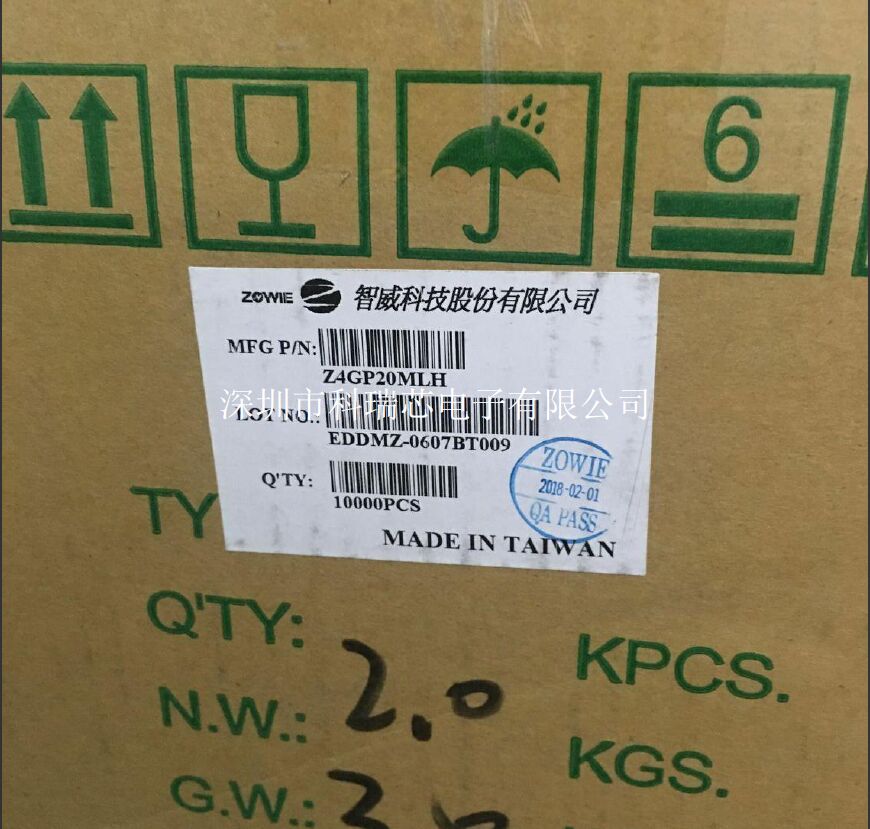 6
ZOWIE 智威科技股份有限公司
MFG P/N:
Z4GP20MLH
深圳市科瑞芯电子有限公司
LOT NO.:
EDDMZ-0607BT009
Q'TY:
10000PCS
ZOWIE
2018-02-01
QA PASS
MADE IN TAIWAN
TY
Q'TY: KPCS.
N.W.: 2.0 KGS.
G.W.: